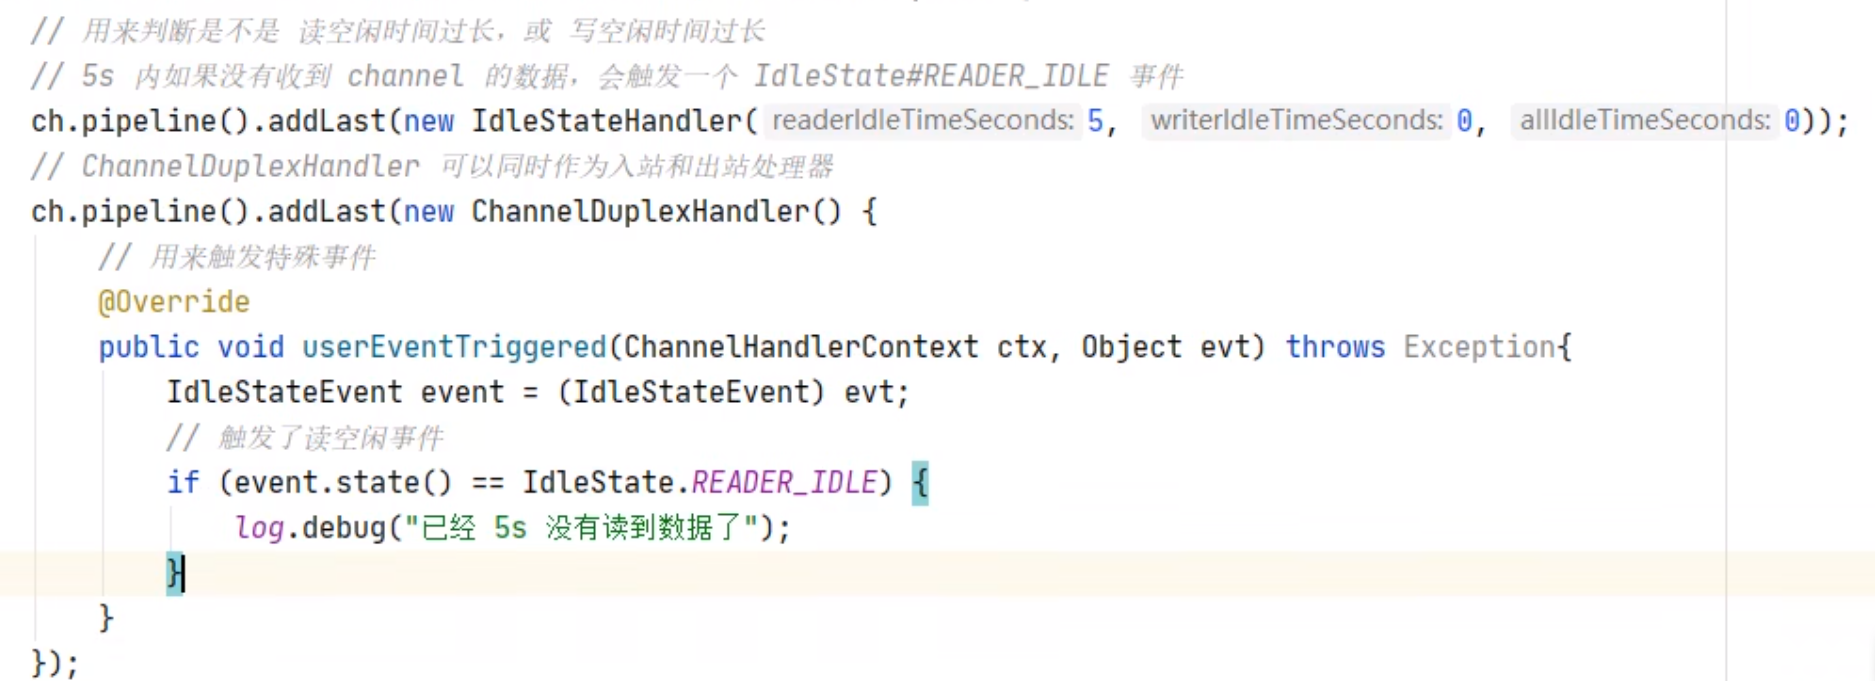 // 用来判断是不是 读空闲时间过长，或 写空闲时间过长
// 5s 内如果没有收到 channel 的数据，会触发一个 IdleState#READER_IDLE 事件
ch.pipeline().addLast(new IdleStateHandler( readerIdleTimeSeconds: 5, writerIdleTimeSeconds: 0, allIdleTimeSeconds: 0));
// ChannelDuplexHandler 可以同时作为入站和出站处理器
ch.pipeline().addLast(new ChannelDuplexHandler() {
// 用来触发特殊事件
@Override
public void userEventTriggered(ChannelHandlerContext ctx, Object evt) throws Exception{
IdleStateEvent event = (IdleStateEvent) evt;
// 触发了读空闲事件
if (event.state() == IdleState.READER_IDLE) {
log.debug("已经 5s 没有读到数据了");
}
}
});